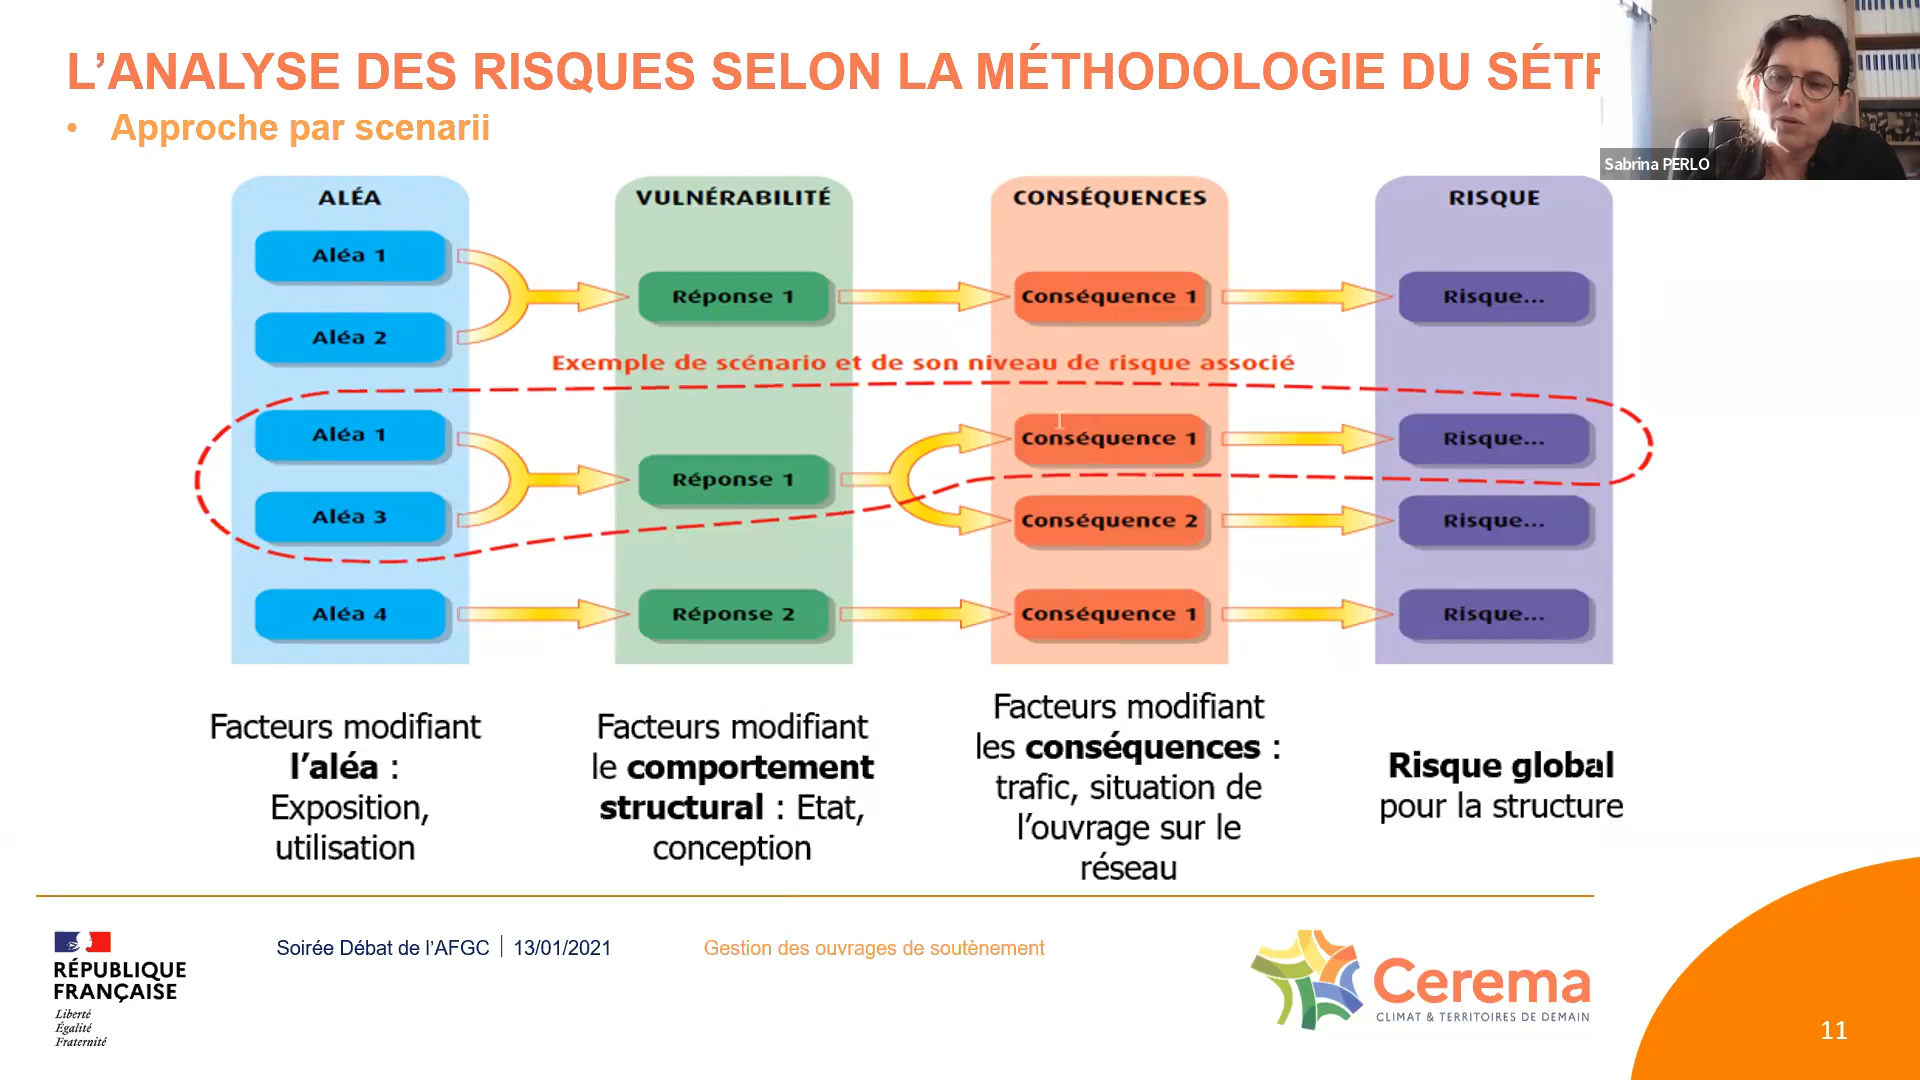 L’ANALYSE DES RISQUES SELON LA MÉTHODOLOGIE DU
• Approche par scenarii
Sabrina PERLO
ALÉA
VULNÉRABILITÉ
CONSÉQUENCES
RISQUE
Aléa 1
Réponse 1
Conséquence 1
Risque...
Aléa 2
Exemple de scénario et de son niveau de risque associé
Aléa 1
Conséquence 1
Risque...
Réponse 1
Aléa 3
Conséquence 2
Risque...
Aléa 4
Réponse 2
Conséquence 1
Risque...
Facteurs modifiant
l’aléa :
Exposition,
utilisation
Facteurs modifiant
le comportement
structural : Etat,
conception
Facteurs modifiant
les conséquences :
trafic, situation de
l’ouvrage sur le
réseau
Risque global
pour la structure
RÉPUBLIQUE
FRANÇAISE
Liberté
Égalité
Fraternité
Soirée Débat de l’AFGC | 13/01/2021
Gestion des ouvrages de soutènement
Cerema
CLIMAT & TERRITOIRES DE DEMAIN
11